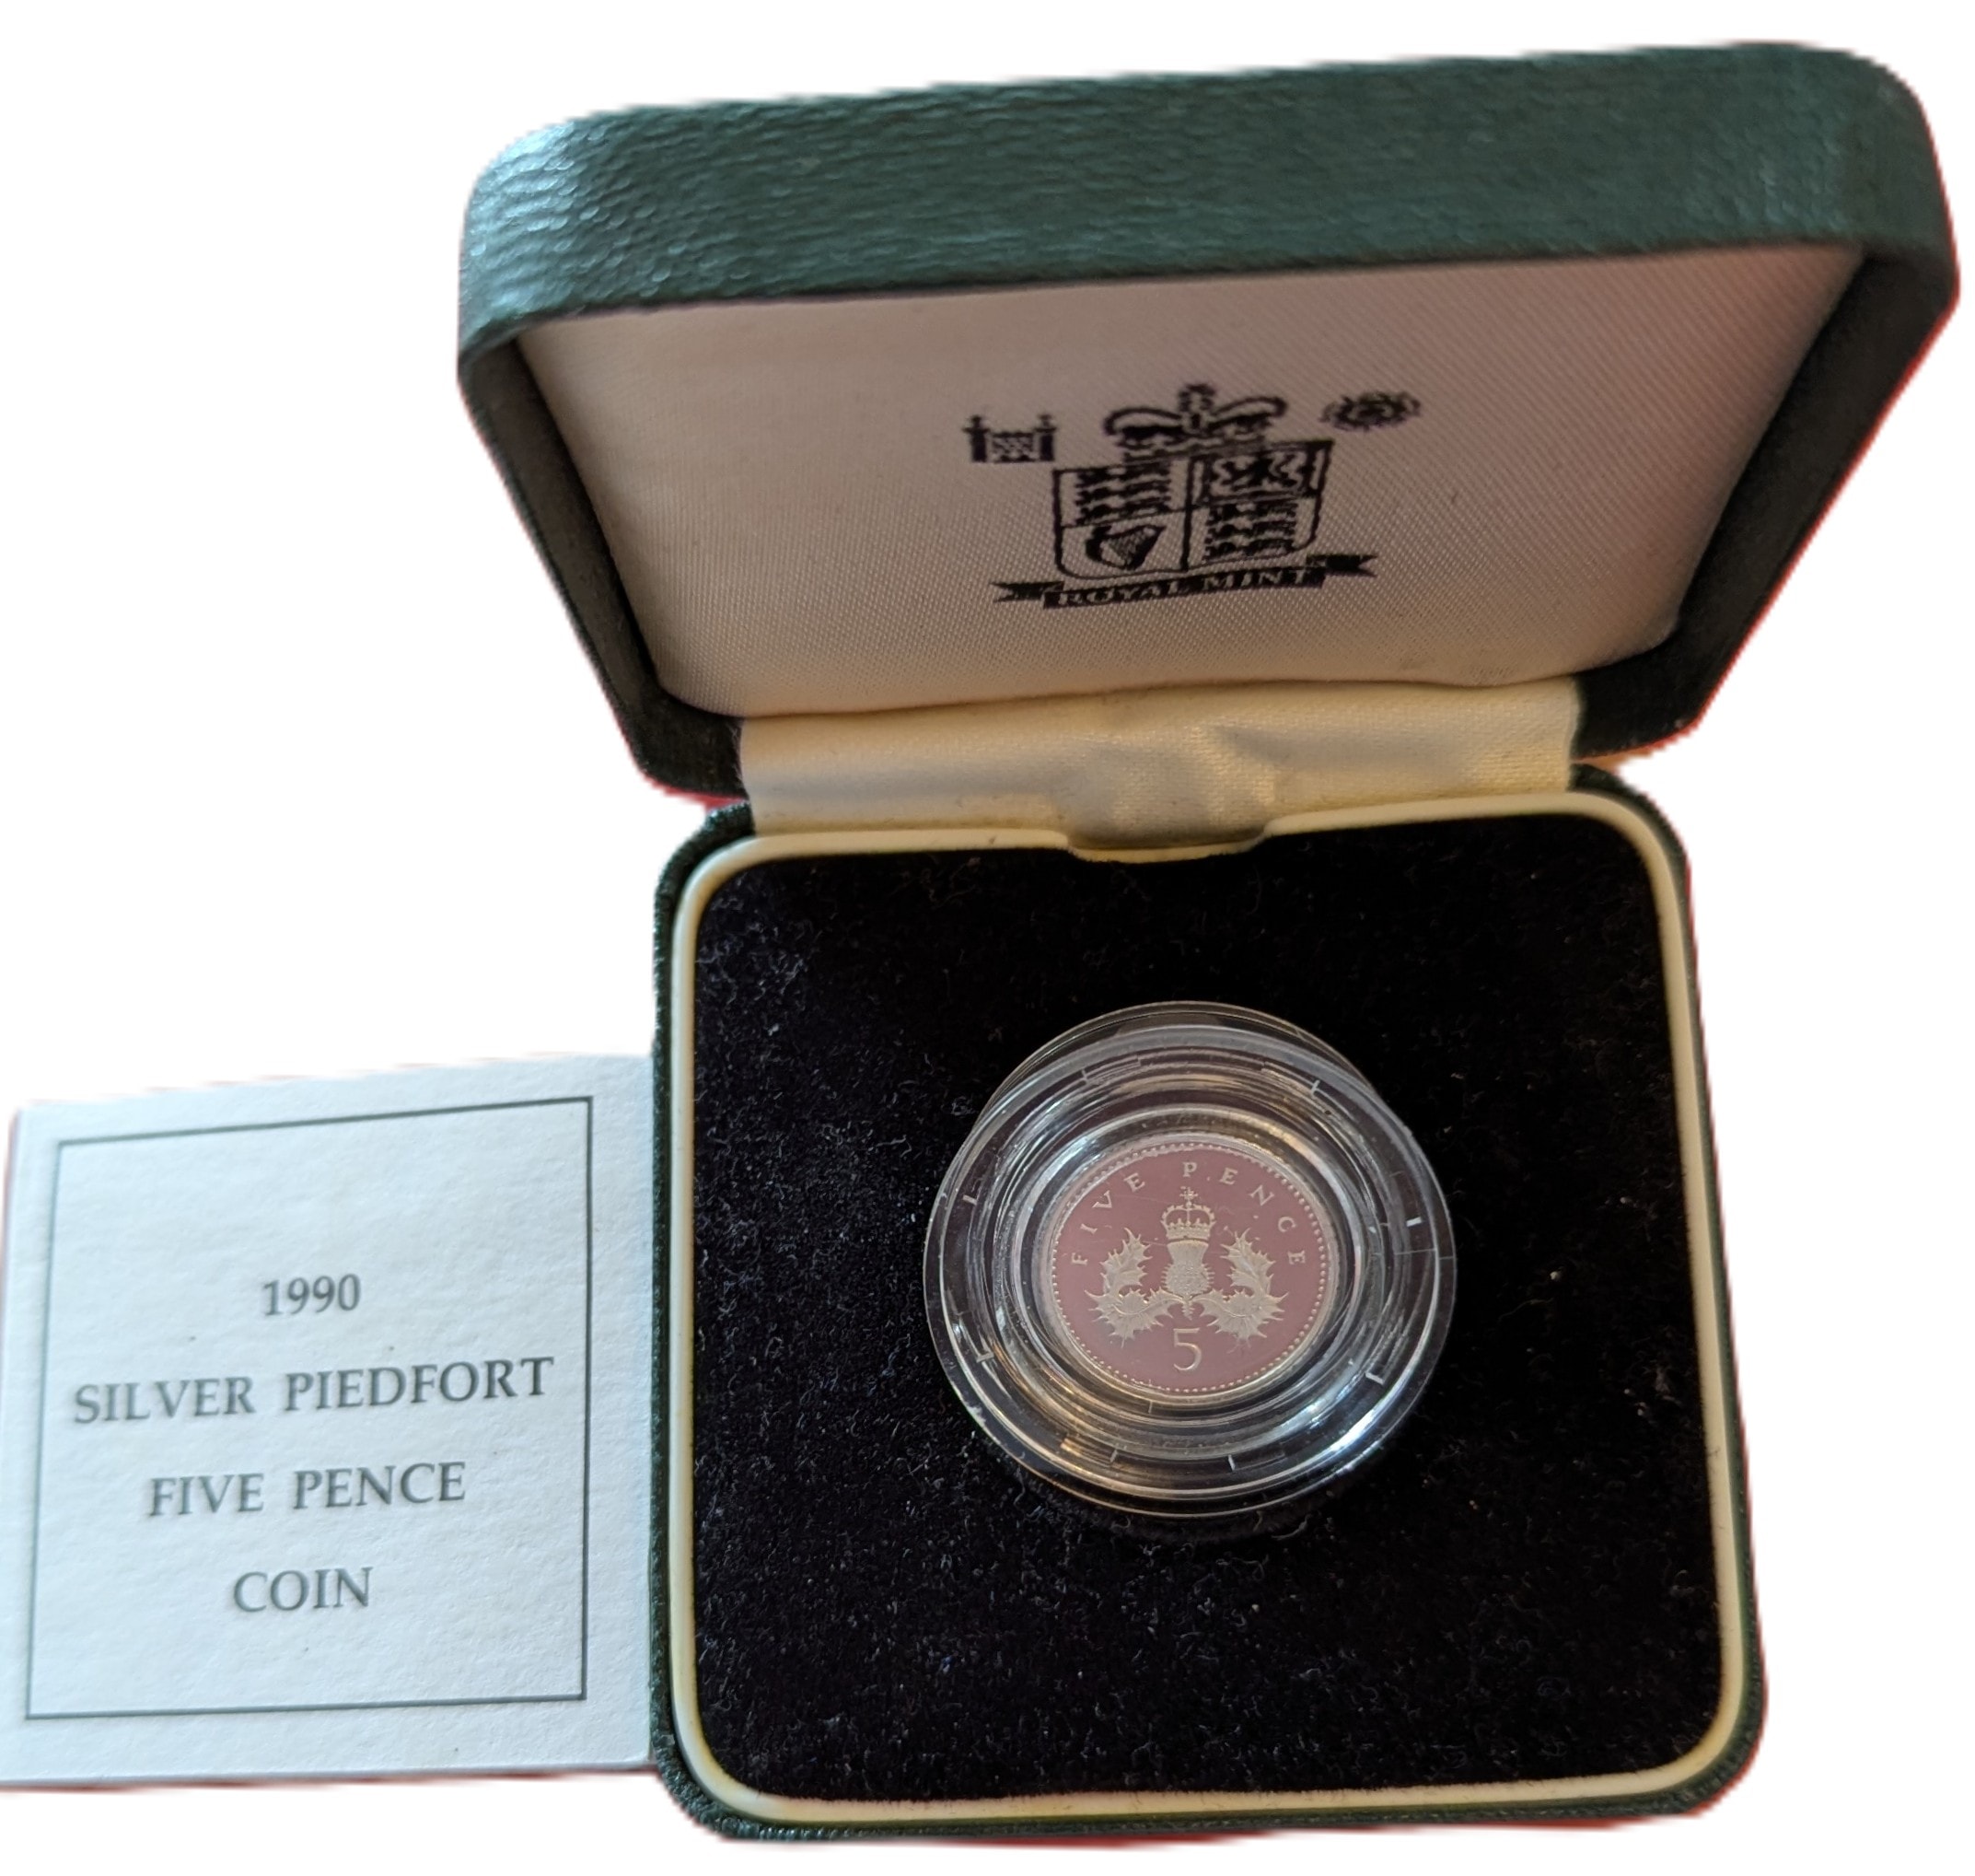 ROYAL MINT
FIVE PENCE
5
1990
SILVER PIEDFORT
FIVE PENCE
COIN